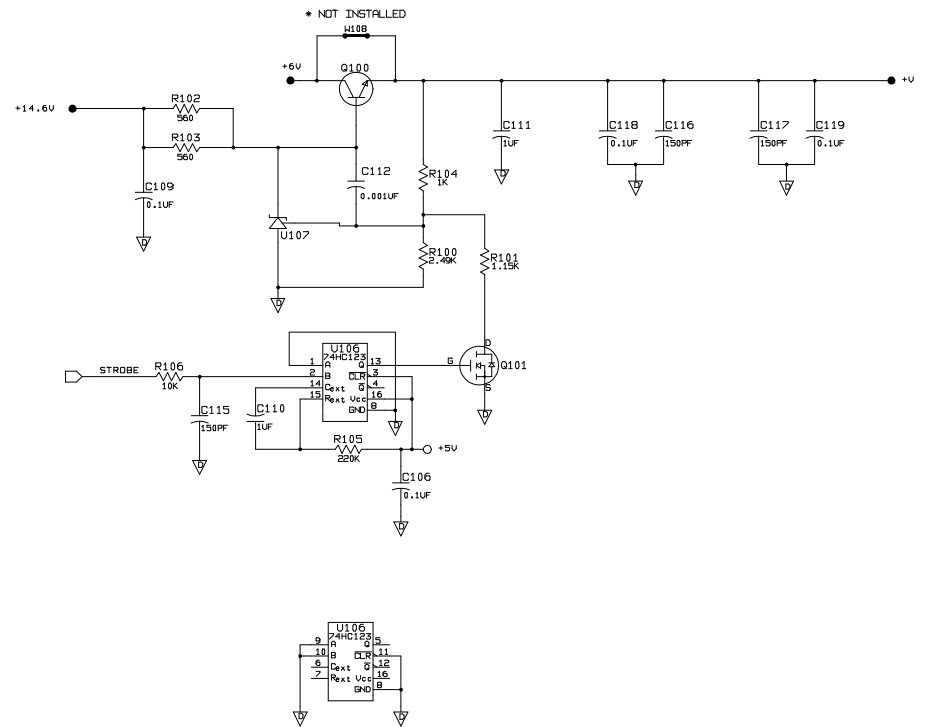 * NOT INSTALLED
W108
+6V
Q100
+V
+14.6V
R102
560
R103
560
C109
0.1UF
D
C112
0.001UF
R104
1K
C111
1UF
D
C118
0.1UF
C116
150PF
D
C117
150PF
C119
0.1UF
D
U107
R100
2.49K
R101
1.15K
D
U106
74HC123
1 A Q 13
2 B CLR 3
14 Cext Q 4
15 Rext Vcc 16
GND 8
D
G
D
S
Q101
D
STROBE
R106
10K
C115
150PF
D
C110
1UF
R105
220K
+5V
C106
0.1UF
D
U106
74HC123
9 A Q 5
10 B CLR 11
6 Cext Q 12
7 Rext Vcc 16
GND 8
D
D